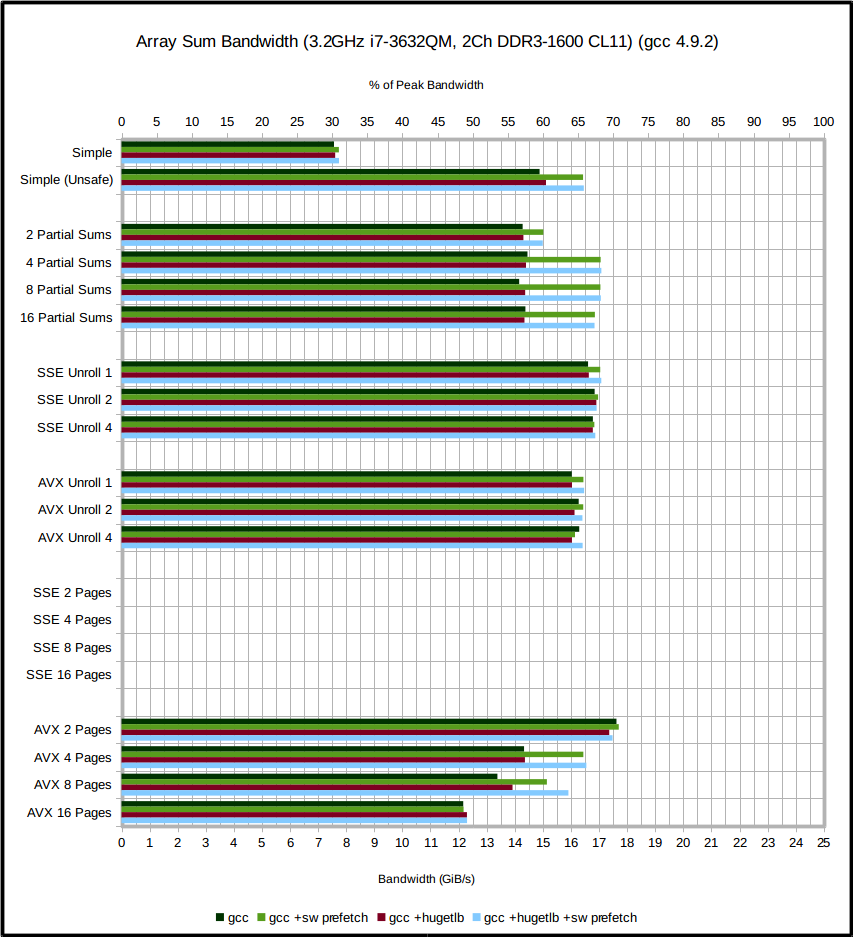 Array Sum Bandwidth (3.2GHz i7-3632QM, 2Ch DDR3-1600 CL11) (gcc 4.9.2)
% of Peak Bandwidth
0 5 10 15 20 25 30 35 40 45 50 55 60 65 70 75 80 85 90 95 100
Simple
Simple (Unsafe)
2 Partial Sums
4 Partial Sums
8 Partial Sums
16 Partial Sums
SSE Unroll 1
SSE Unroll 2
SSE Unroll 4
AVX Unroll 1
AVX Unroll 2
AVX Unroll 4
SSE 2 Pages
SSE 4 Pages
SSE 8 Pages
SSE 16 Pages
AVX 2 Pages
AVX 4 Pages
AVX 8 Pages
AVX 16 Pages
0 1 2 3 4 5 6 7 8 9 10 11 12 13 14 15 16 17 18 19 20 21 22 23 24 25
Bandwidth (GiB/s)
gcc gcc +sw prefetch gcc +hugetlb gcc +hugetlb +sw prefetch